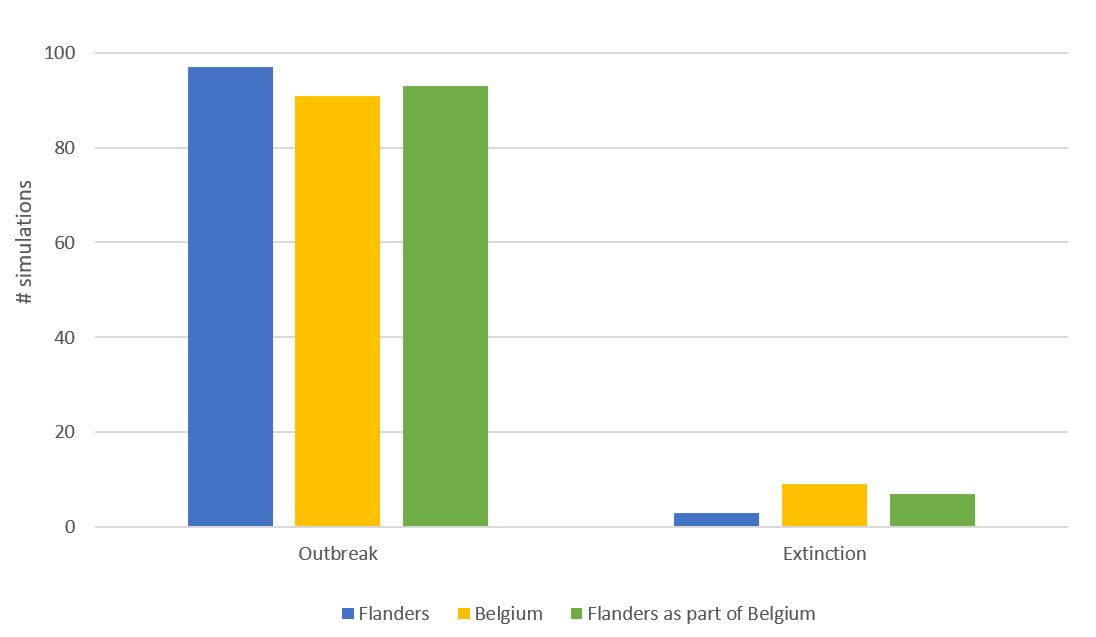 100
80
60
40
20
0
# simulations
Outbreak
Extinction
Flanders
Belgium
Flanders as part of Belgium